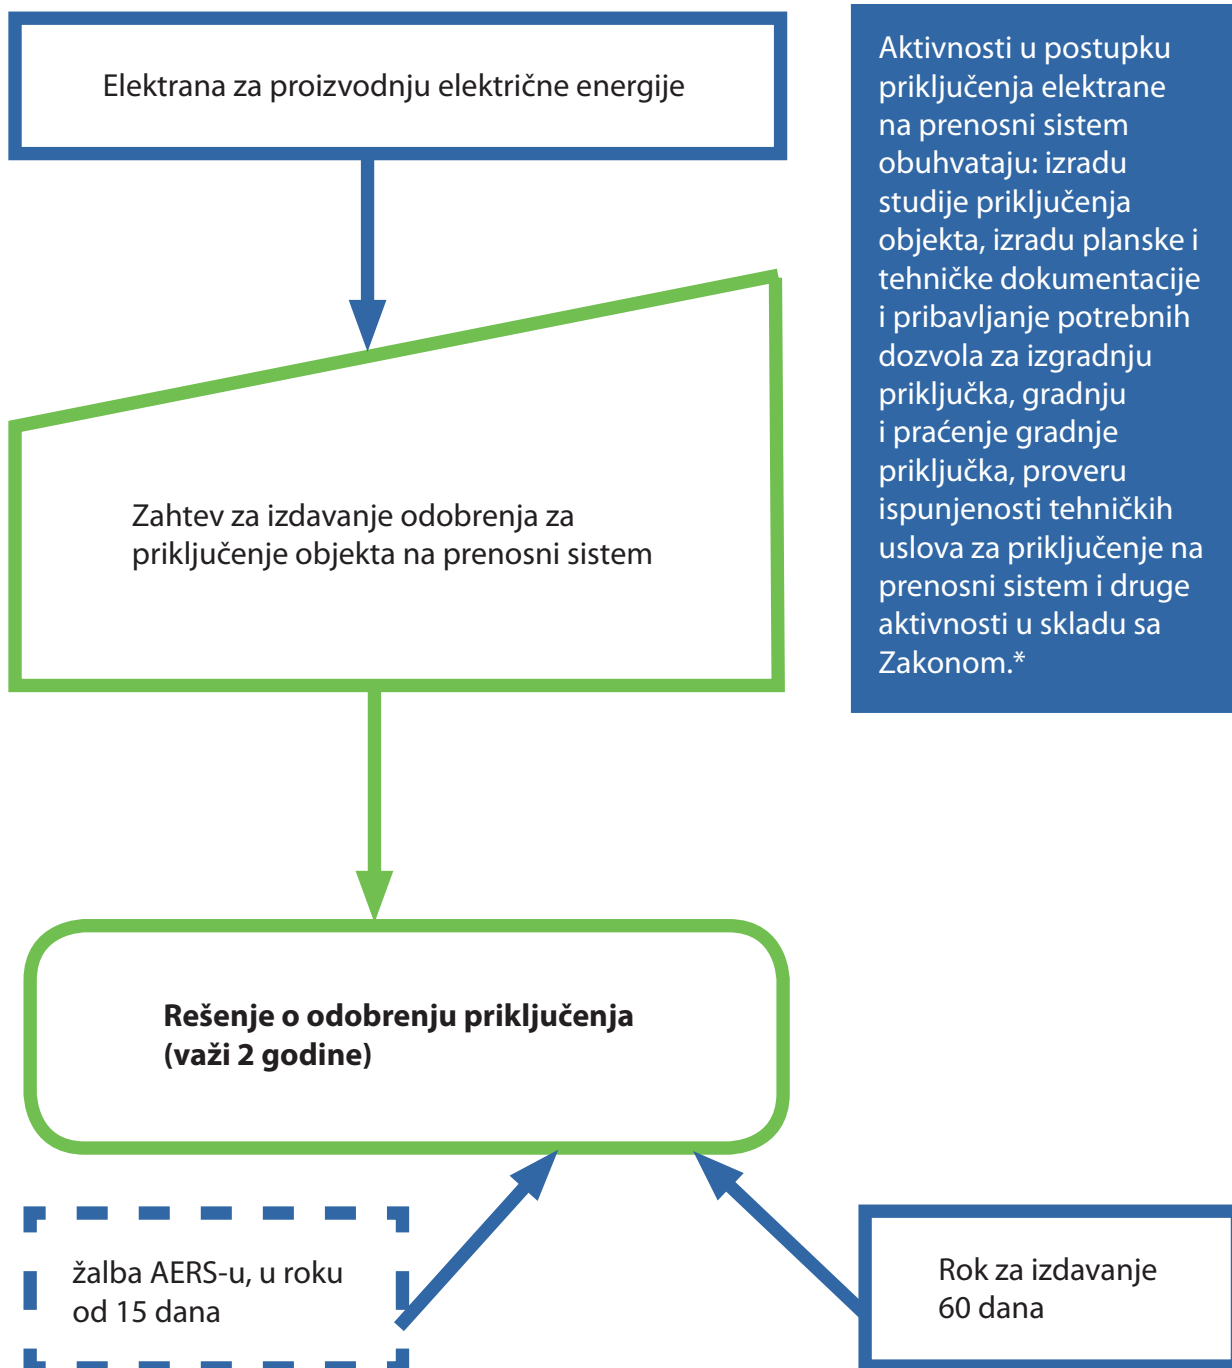 Elektrana za proizvodnju električne energije
Aktivnosti u postupku
priključenja elektrane
na prenosni sistem
obuhvataju: izradu
studije priključenja
objekta, izradu planske i
tehničke dokumentacije
i pribavljanje potrebnih
dozvola za izgradnju
priključka, gradnju
i praćenje gradnje
priključka, proveru
ispunjenosti tehničkih
uslova za priključenje na
prenosni sistem i druge
aktivnosti u skladu sa
Zakonom.*
Zahtev za izdavanje odobrenja za
priključenje objekta na prenosni sistem
Rešenje o odobrenju priključenja
(važi 2 godine)
žalba AERS-u, u roku
od 15 dana
Rok za izdavanje
60 dana